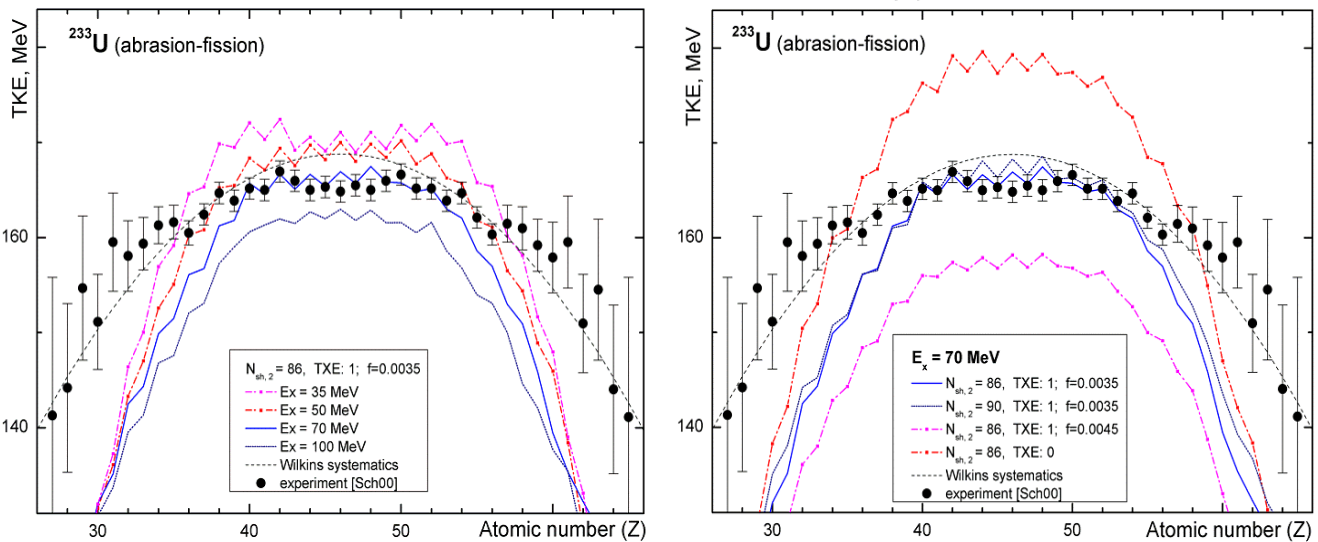 ²³³U (abrasion-fission)
TKE, MeV
160
140
N_sh, 2 = 86, TXE: 1; f=0.0035
Ex = 35 MeV
Ex = 50 MeV
Ex = 70 MeV
Ex = 100 MeV
Wilkins systematics
experiment [Sch00]
30
40
50
Atomic number (Z)
²³³U (abrasion-fission)
TKE, MeV
160
140
E_x = 70 MeV
N_sh, 2 = 86, TXE: 1; f=0.0035
N_sh, 2 = 90, TXE: 1; f=0.0035
N_sh, 2 = 86, TXE: 1; f=0.0045
N_sh, 2 = 86, TXE: 0
Wilkins systematics
experiment [Sch00]
30
40
50
Atomic number (Z)